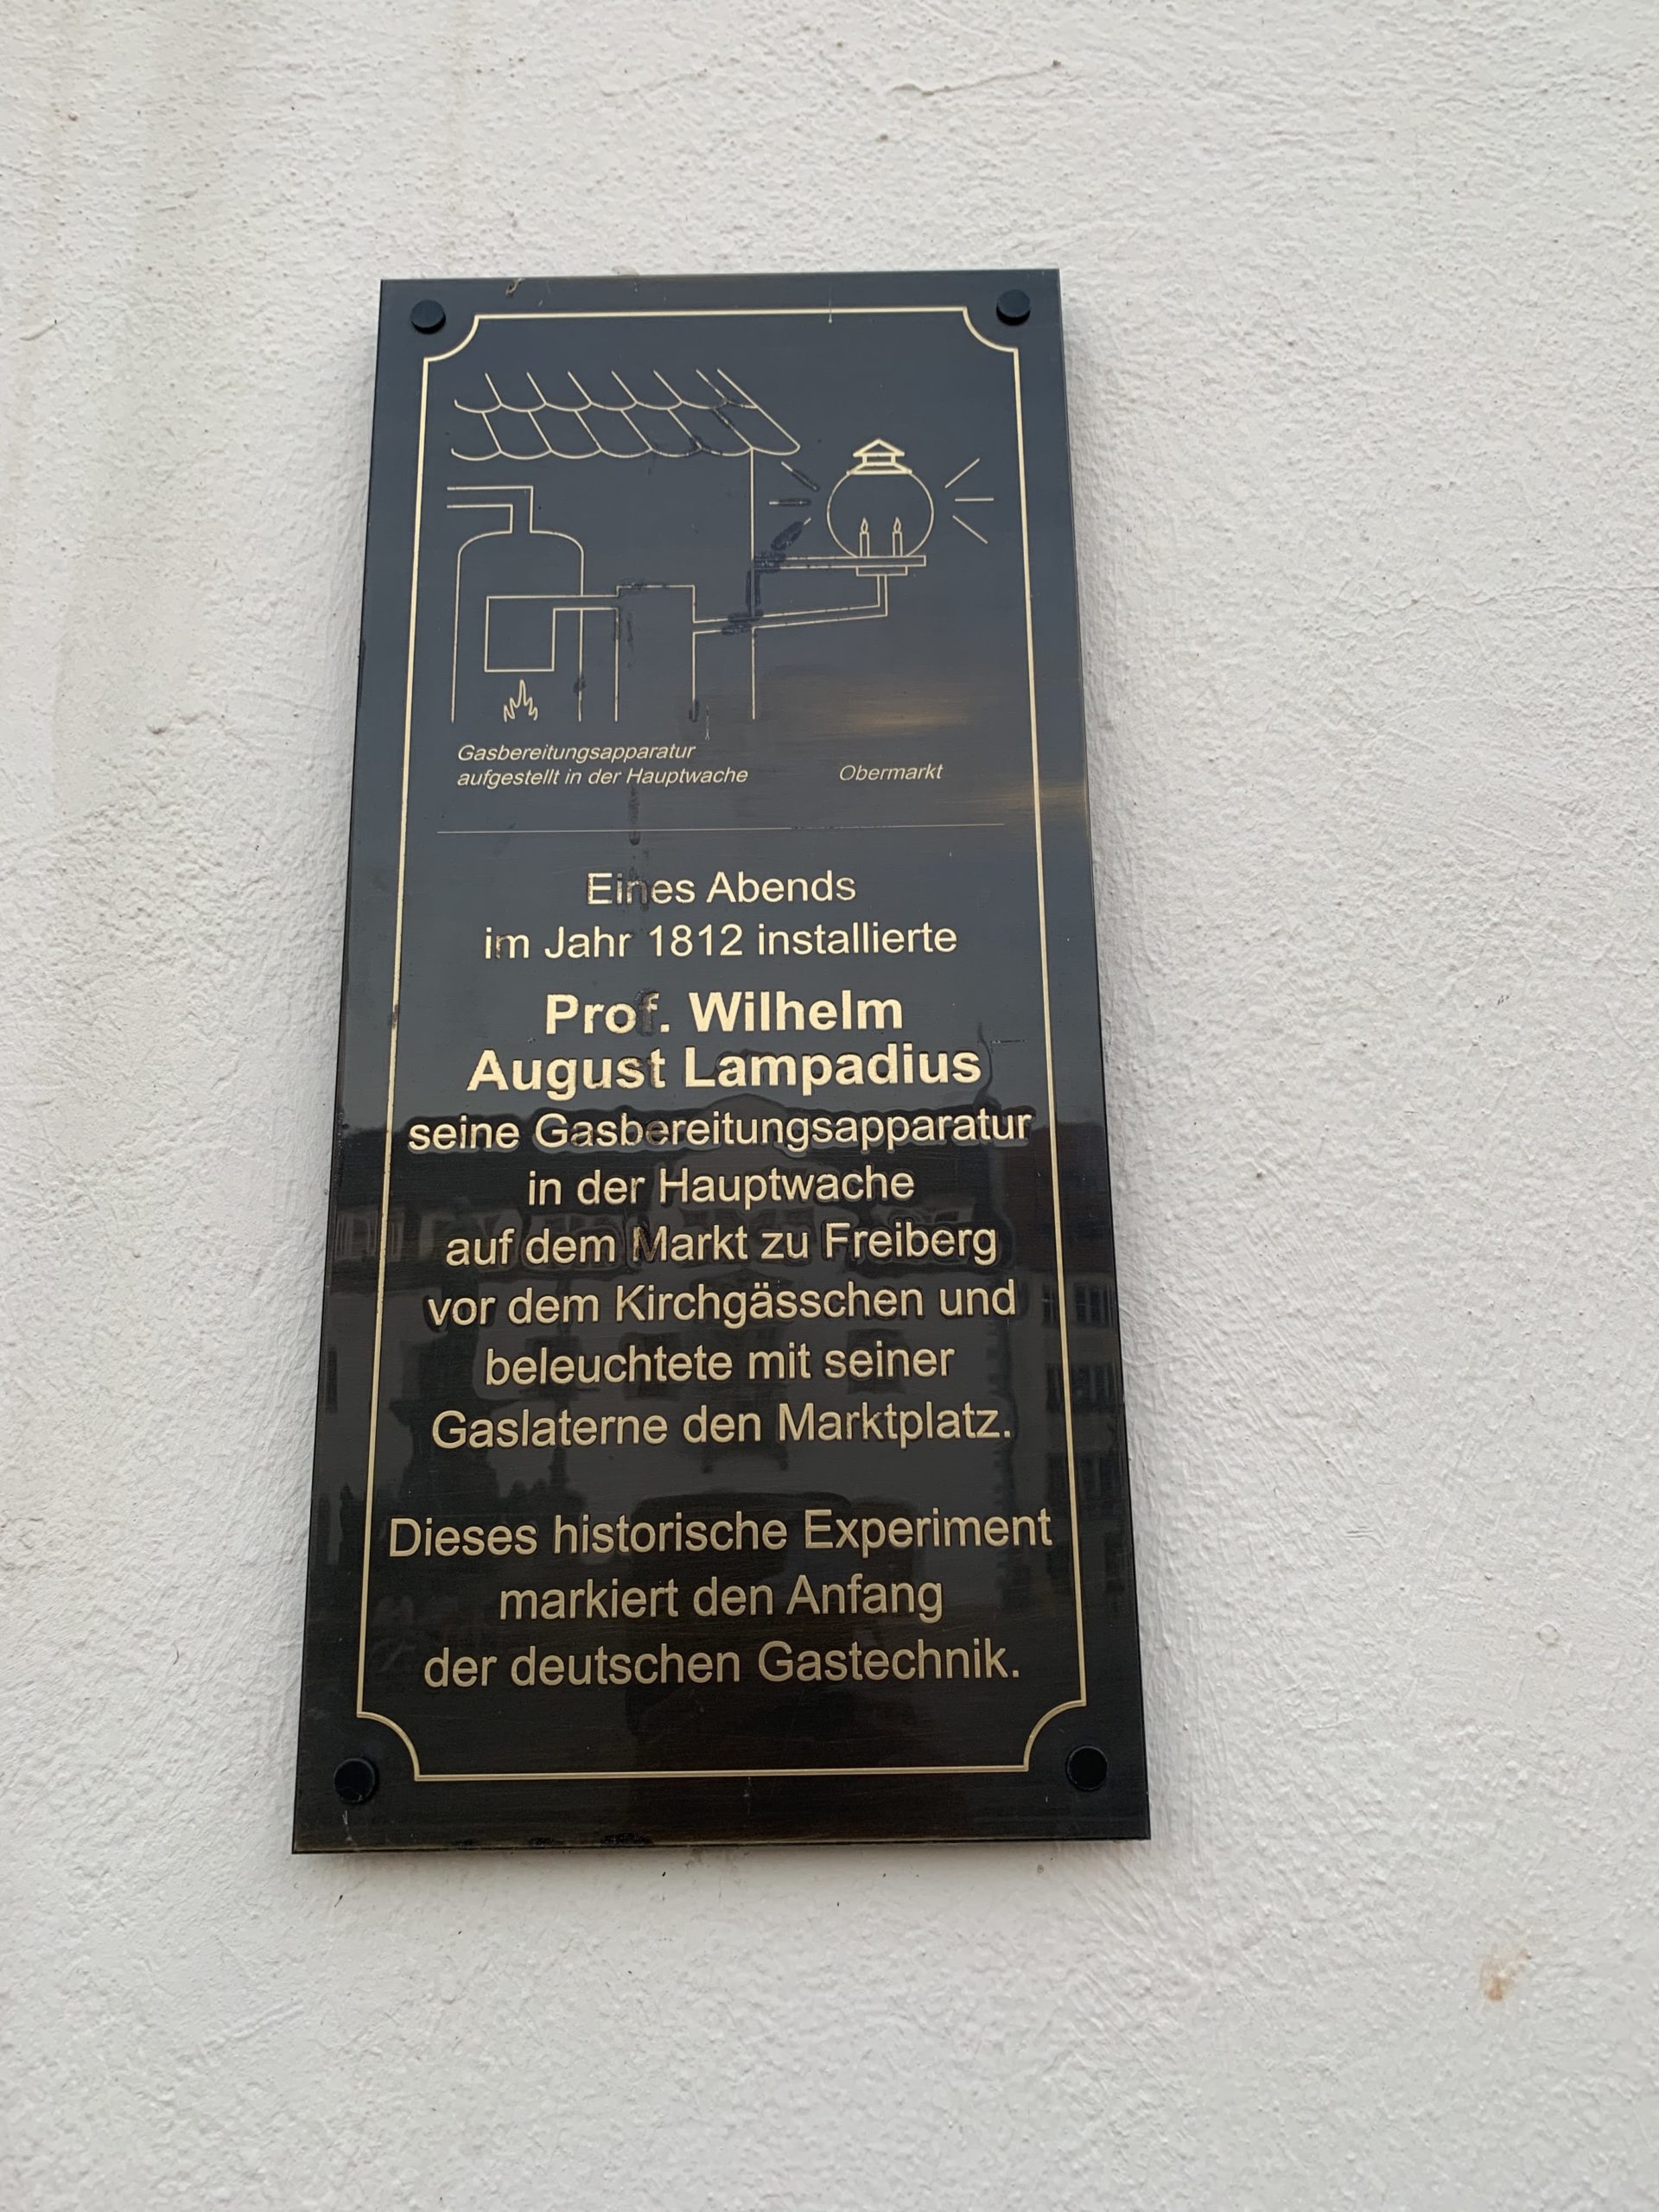 Gasbereitungsapparatur
aufgestellt in der Hauptwache
Obermarkt
Eines Abends
im Jahr 1812 installierte
Prof. Wilhelm
August Lampadius
seine Gasbereitungsapparatur
in der Hauptwache
auf dem Markt zu Freiberg
vor dem Kirchgässchen und
beleuchtete mit seiner
Gaslaterne den Marktplatz.
Dieses historische Experiment
markiert den Anfang
der deutschen Gastechnik.